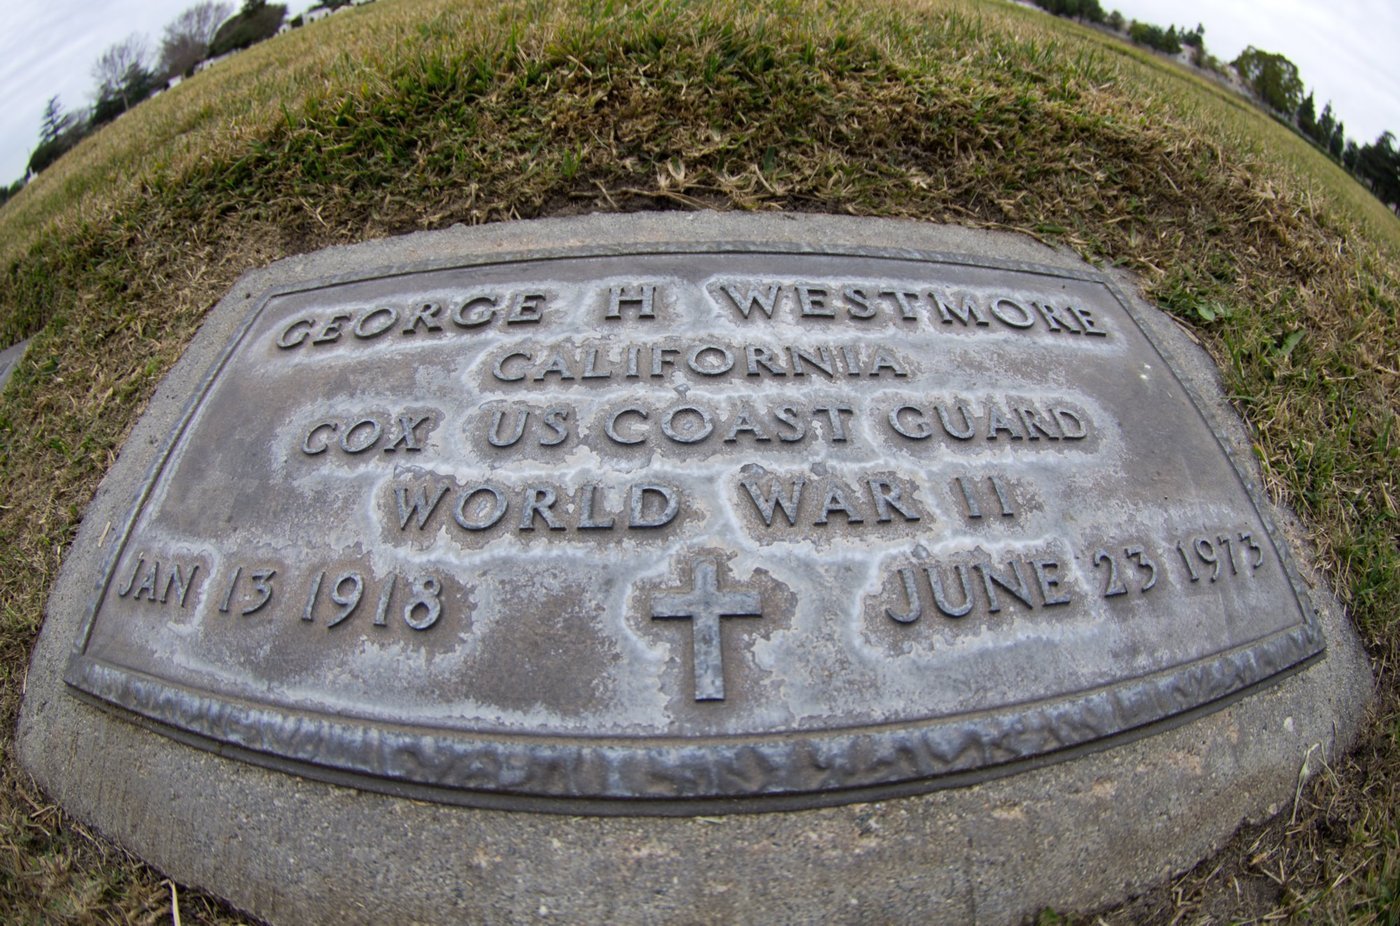 GEORGE H WESTMORE
CALIFORNIA
COX US COAST GUARD
WORLD WAR II
JAN 13 1918 JUNE 23 1973